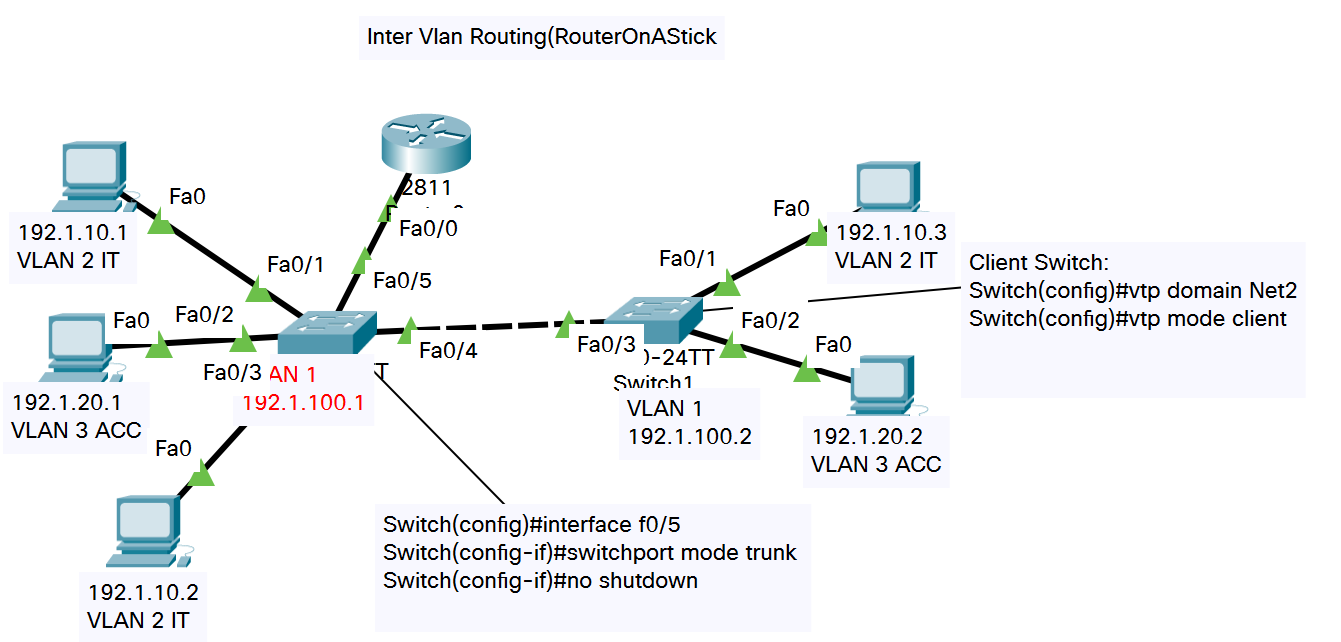 Inter Vlan Routing(RouterOnAStick
2811
Fa0/0
Fa0/5
Fa0
192.1.10.1
VLAN 2 IT
Fa0/1
Fa0
Fa0/2
192.1.20.1
VLAN 3 ACC
Fa0/3
AN 1
192.1.100.1
T
Fa0/4
Fa0
192.1.10.2
VLAN 2 IT
Fa0
192.1.10.3
VLAN 2 IT
Fa0/1
Fa0/3
0-24TT
Switch1
VLAN 1
192.1.100.2
Fa0/2
Fa0
192.1.20.2
VLAN 3 ACC
Client Switch:
Switch(config)#vtp domain Net2
Switch(config)#vtp mode client
Switch(config)#interface f0/5
Switch(config-if)#switchport mode trunk
Switch(config-if)#no shutdown